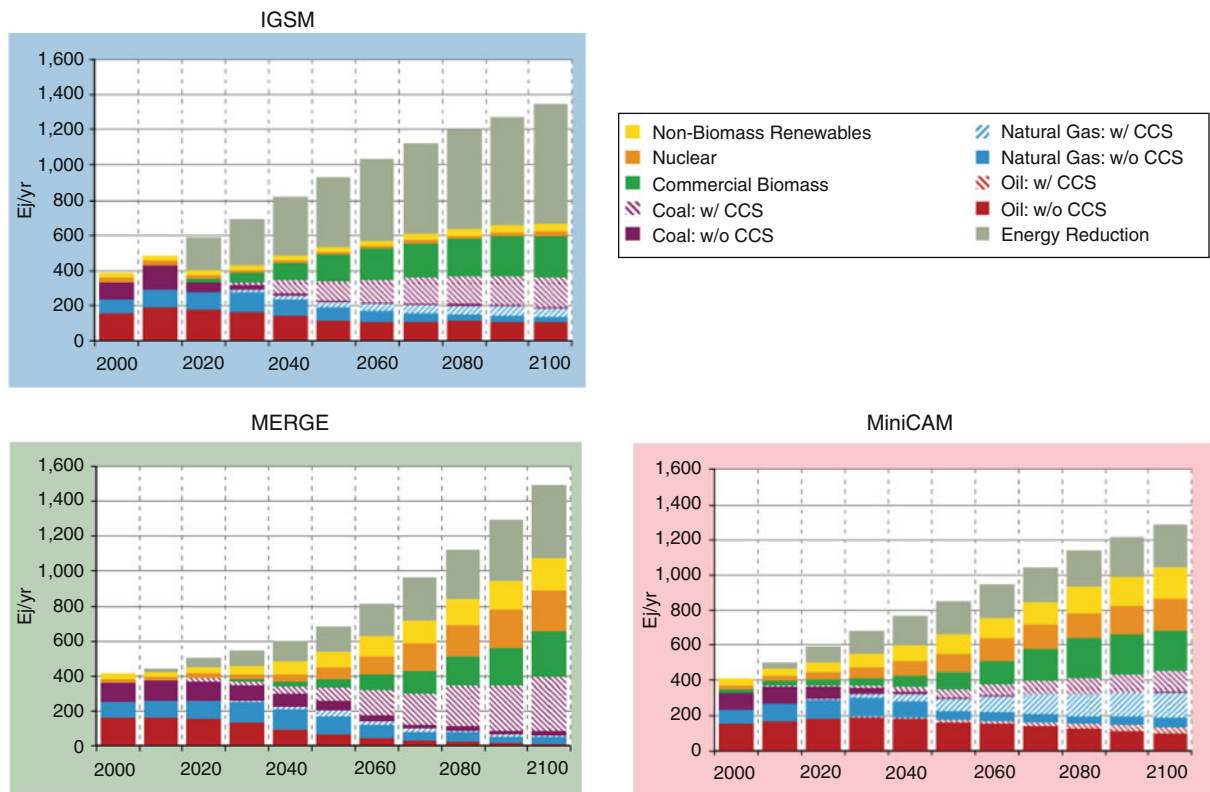 IGSM
1,600
1,400
1,200
1,000
800
600
400
200
0
Ej/yr
2000 2020 2040 2060 2080 2100
Non-Biomass Renewables
Nuclear
Commercial Biomass
Coal: w/ CCS
Coal: w/o CCS
Natural Gas: w/ CCS
Natural Gas: w/o CCS
Oil: w/ CCS
Oil: w/o CCS
Energy Reduction
MERGE
1,600
1,400
1,200
1,000
800
600
400
200
0
Ej/yr
2000 2020 2040 2060 2080 2100
MiniCAM
1,600
1,400
1,200
1,000
800
600
400
200
0
Ej/yr
2000 2020 2040 2060 2080 2100